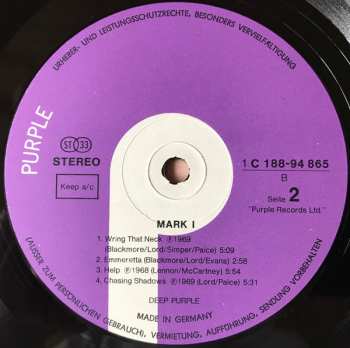 URHEBER- UND LEISTUNGSSCHUTZRECHTE, BESONDERS VERVIELFÄLTIGUNG
PURPLE
ST 33
STEREO
Keep a/c
1 C 188-94 865
B
Seite 2
"Purple Records Ltd."
MARK I
1. Wring That Neck Ⓟ1969
(Blackmore/Lord/Simper/Paice) 5:09
2. Emmeretta (Blackmore/Lord/Evans) 2:58
3. Help Ⓟ1968 (Lennon/McCartney) 5:54
4. Chasing Shadows Ⓟ1969 (Lord/Paice) 5:31
DEEP PURPLE
MADE IN GERMANY
(AUSSER ZUM PERSÖNLICHEN GEBRAUCH), VERMIETUNG, AUFFÜHRUNG, SENDUNG VORBEHALTEN